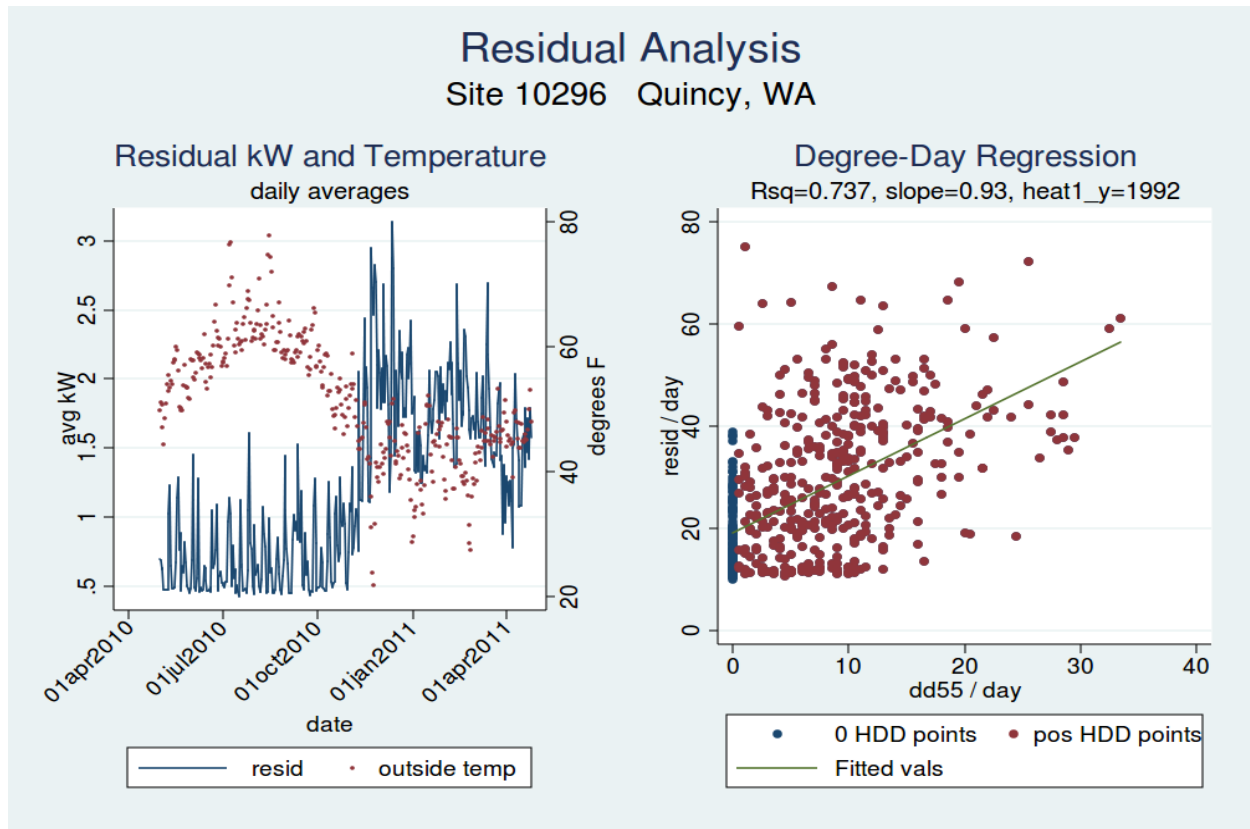 Residual Analysis
Site 10296 Quincy, WA
Residual kW and Temperature
daily averages
3
2.5
2
1.5
1
.5
avg kW
80
60
40
20
degrees F
01apr2010
01jul2010
01oct2010
01jan2011
01apr2011
date
resid
outside temp
Degree-Day Regression
Rsq=0.737, slope=0.93, heat1_y=1992
80
60
40
20
0
resid / day
0
10
20
30
40
dd55 / day
0 HDD points
pos HDD points
Fitted vals